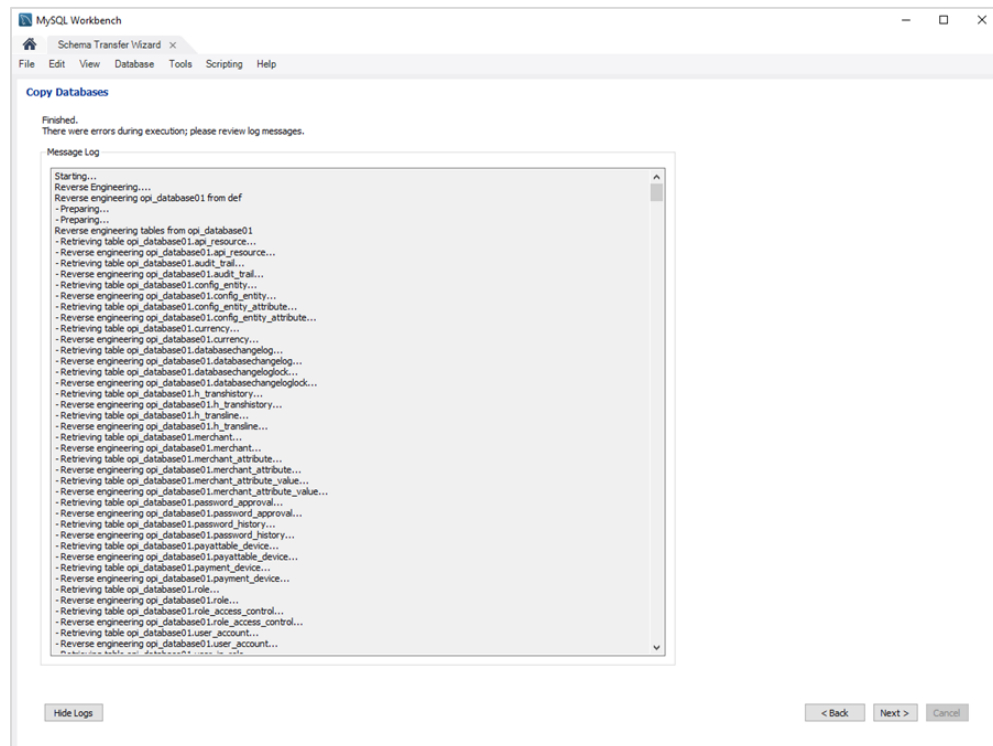 MySQL Workbench
Schema Transfer Wizard
File Edit View Database Tools Scripting Help
Copy Databases
Finished.
There were errors during execution; please review log messages.
Message Log
Starting...
Reverse Engineering....
Reverse engineering opi_database01 from def
- Preparing...
- Preparing...
Reverse engineering tables from opi_database01
- Retrieving table opi_database01.api_resource...
- Reverse engineering opi_database01.api_resource...
- Retrieving table opi_database01.audit_trail...
- Reverse engineering opi_database01.audit_trail...
- Retrieving table opi_database01.config_entity...
- Reverse engineering opi_database01.config_entity...
- Retrieving table opi_database01.config_entity_attribute...
- Reverse engineering opi_database01.config_entity_attribute...
- Retrieving table opi_database01.currency...
- Reverse engineering opi_database01.currency...
- Retrieving table opi_database01.databasechangelog...
- Reverse engineering opi_database01.databasechangelog...
- Retrieving table opi_database01.databasechangeloglock...
- Reverse engineering opi_database01.databasechangeloglock...
- Retrieving table opi_database01.h_transhistory...
- Reverse engineering opi_database01.h_transhistory...
- Retrieving table opi_database01.h_transline...
- Reverse engineering opi_database01.h_transline...
- Retrieving table opi_database01.merchant...
- Reverse engineering opi_database01.merchant...
- Retrieving table opi_database01.merchant_attribute...
- Reverse engineering opi_database01.merchant_attribute...
- Retrieving table opi_database01.merchant_attribute_value...
- Reverse engineering opi_database01.merchant_attribute_value...
- Retrieving table opi_database01.password_approval...
- Reverse engineering opi_database01.password_approval...
- Retrieving table opi_database01.password_history...
- Reverse engineering opi_database01.password_history...
- Retrieving table opi_database01.payattable_device...
- Reverse engineering opi_database01.payattable_device...
- Retrieving table opi_database01.payment_device...
- Reverse engineering opi_database01.payment_device...
- Retrieving table opi_database01.role...
- Reverse engineering opi_database01.role...
- Retrieving table opi_database01.role_access_control...
- Reverse engineering opi_database01.role_access_control...
- Retrieving table opi_database01.user_account...
- Reverse engineering opi_database01.user_account...
Hide Logs < Back Next > Cancel